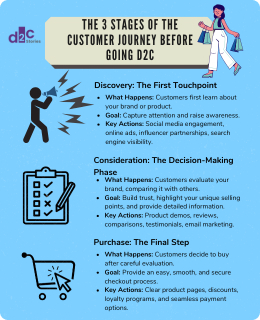 THE 3 STAGES OF THE
CUSTOMER JOURNEY BEFORE
GOING D2C
d2c
Diaries
Discovery: The First Touchpoint
• What Happens: Customers first learn about
your brand or product.
• Goal: Capture attention and raise awareness.
• Key Actions: Social media engagement,
online ads, influencer partnerships, search
engine visibility.
Consideration: The Decision-Making
Phase
• What Happens: Customers evaluate your
brand, comparing it with others.
• Goal: Build trust, highlight your unique selling
points, and provide detailed information.
• Key Actions: Product demos, reviews,
comparisons, testimonials, email marketing.
Purchase: The Final Step
• What Happens: Customers decide to buy
after careful evaluation.
• Goal: Provide an easy, smooth, and secure
checkout process.
• Key Actions: Clear product pages, discounts,
loyalty programs, and seamless payment
options.